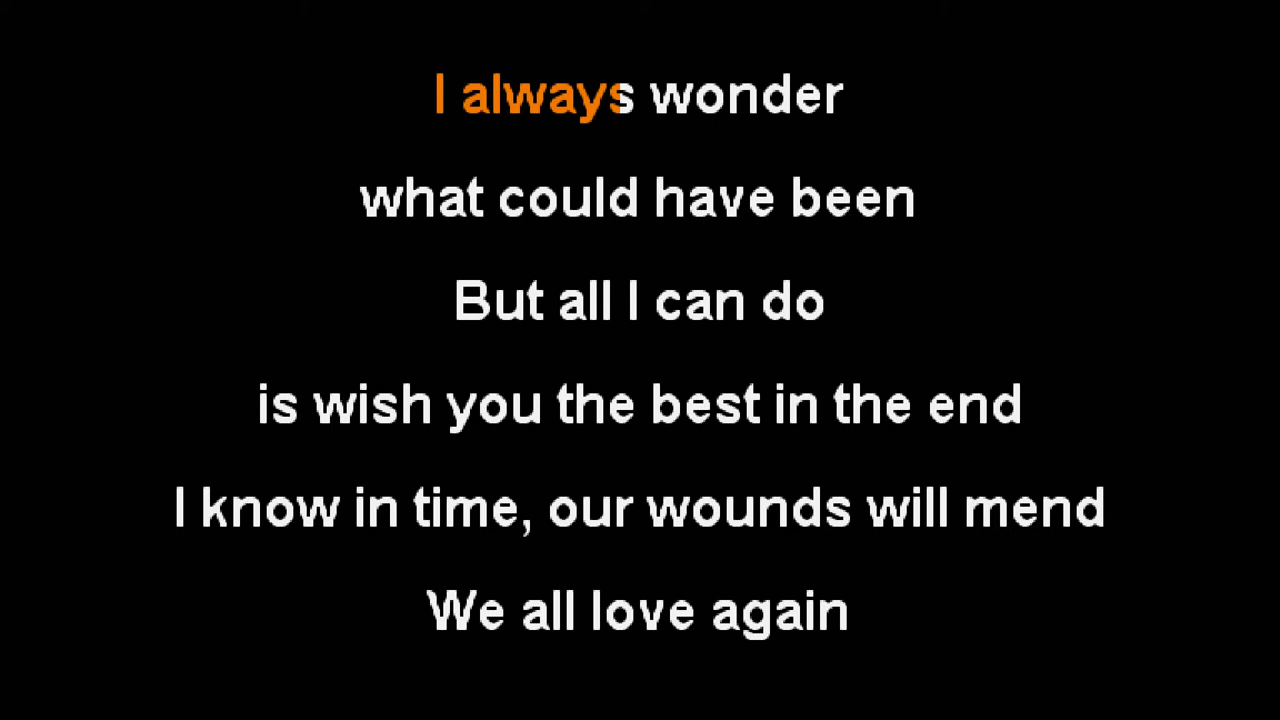 I always wonder
what could have been
But all I can do
is wish you the best in the end
I know in time, our wounds will mend
We all love again